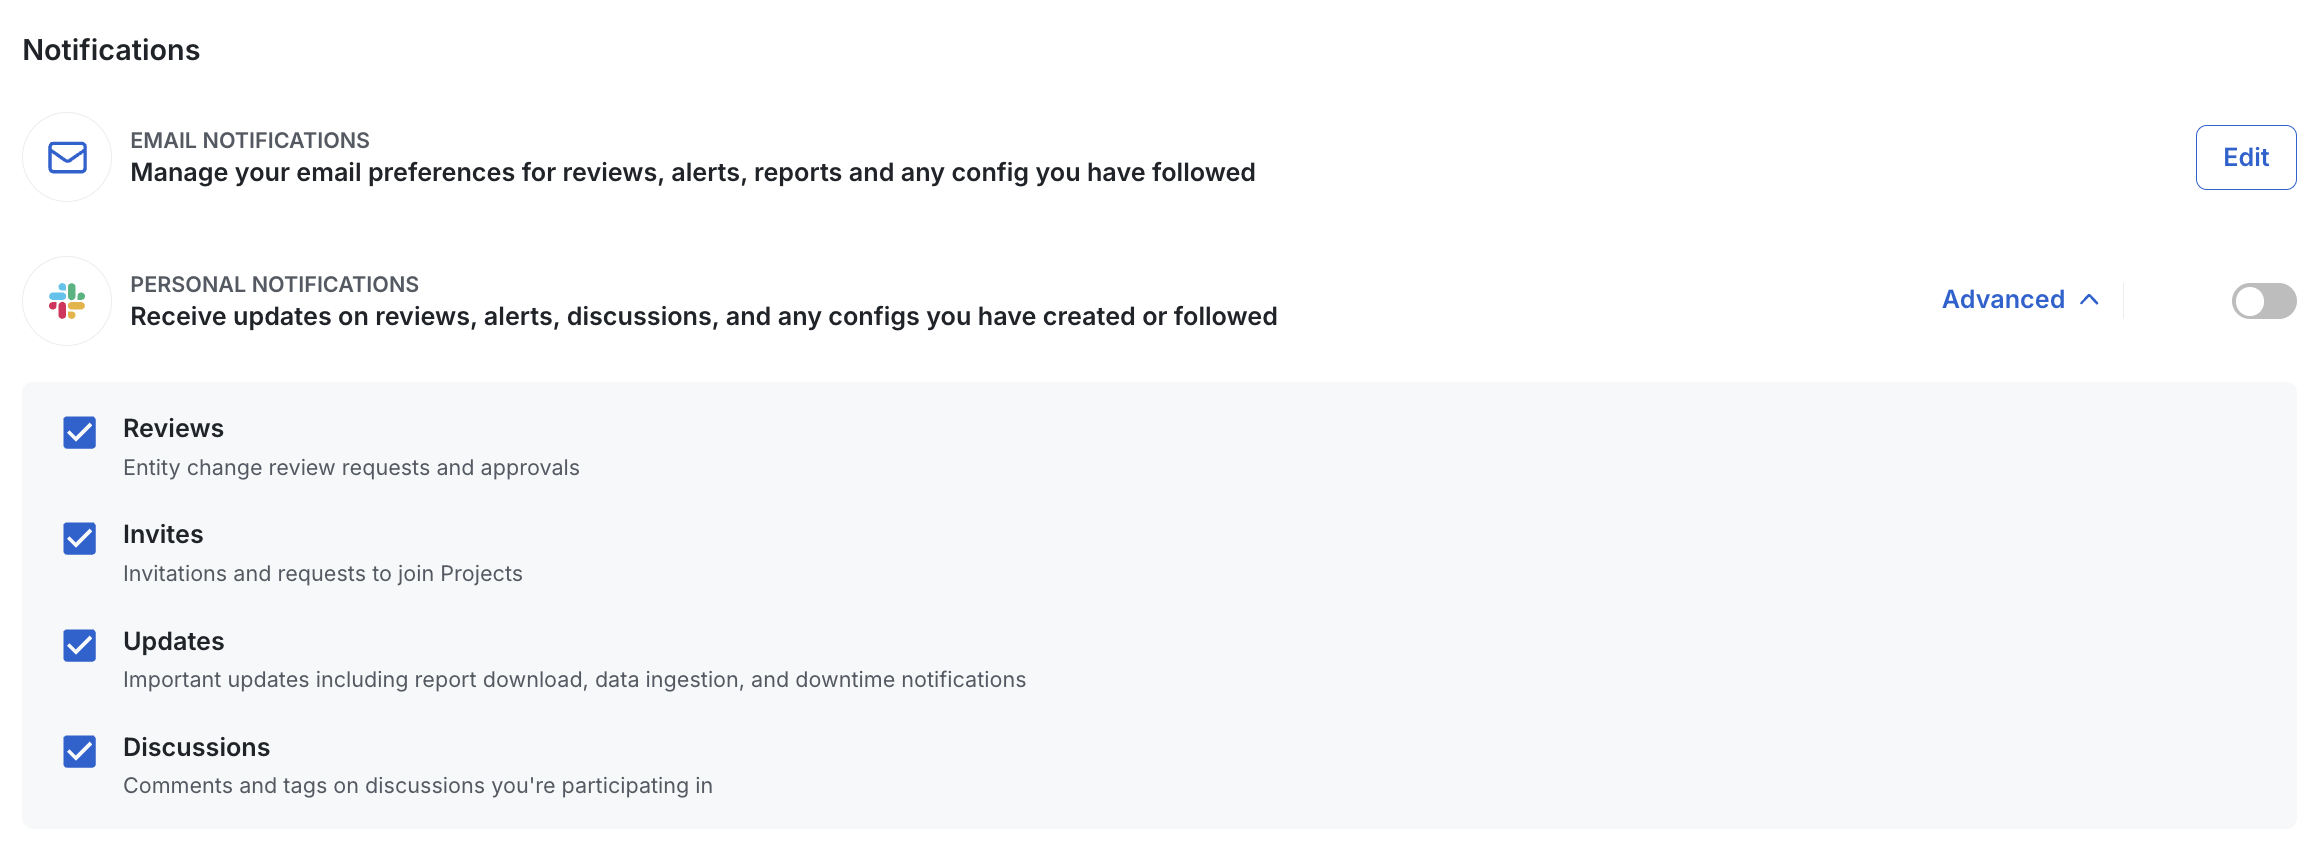 Notifications
EMAIL NOTIFICATIONS
Manage your email preferences for reviews, alerts, reports and any config you have followed
Edit
PERSONAL NOTIFICATIONS
Receive updates on reviews, alerts, discussions, and any configs you have created or followed
Advanced
Reviews
Entity change review requests and approvals
Invites
Invitations and requests to join Projects
Updates
Important updates including report download, data ingestion, and downtime notifications
Discussions
Comments and tags on discussions you're participating in